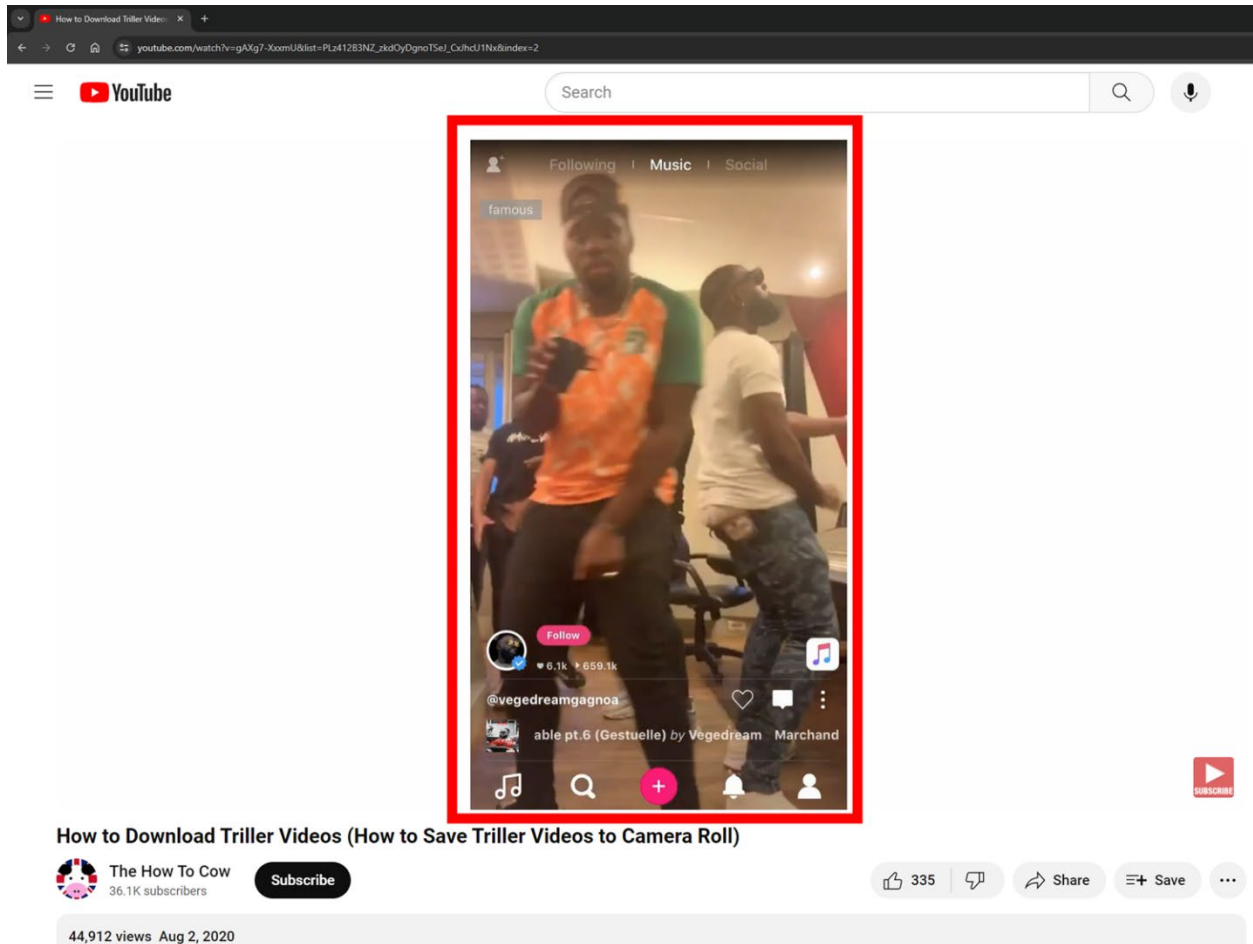 How to Download Triller Video
youtube.com/watch?v=gAXg7-XxxmU&list=PLz412B3NZ_zkdOyDgnoTSeJ_CxJhcU1Nx&index=2
YouTube
Search
Following Music Social
famous
Follow
6.1k 659.1k
@vegedreamgagnoa
able pt.6 (Gestuelle) by Vegedream Marchand
SUBSCRIBE
How to Download Triller Videos (How to Save Triller Videos to Camera Roll)
The How To Cow
36.1K subscribers
Subscribe
335
Share
Save
44,912 views Aug 2, 2020